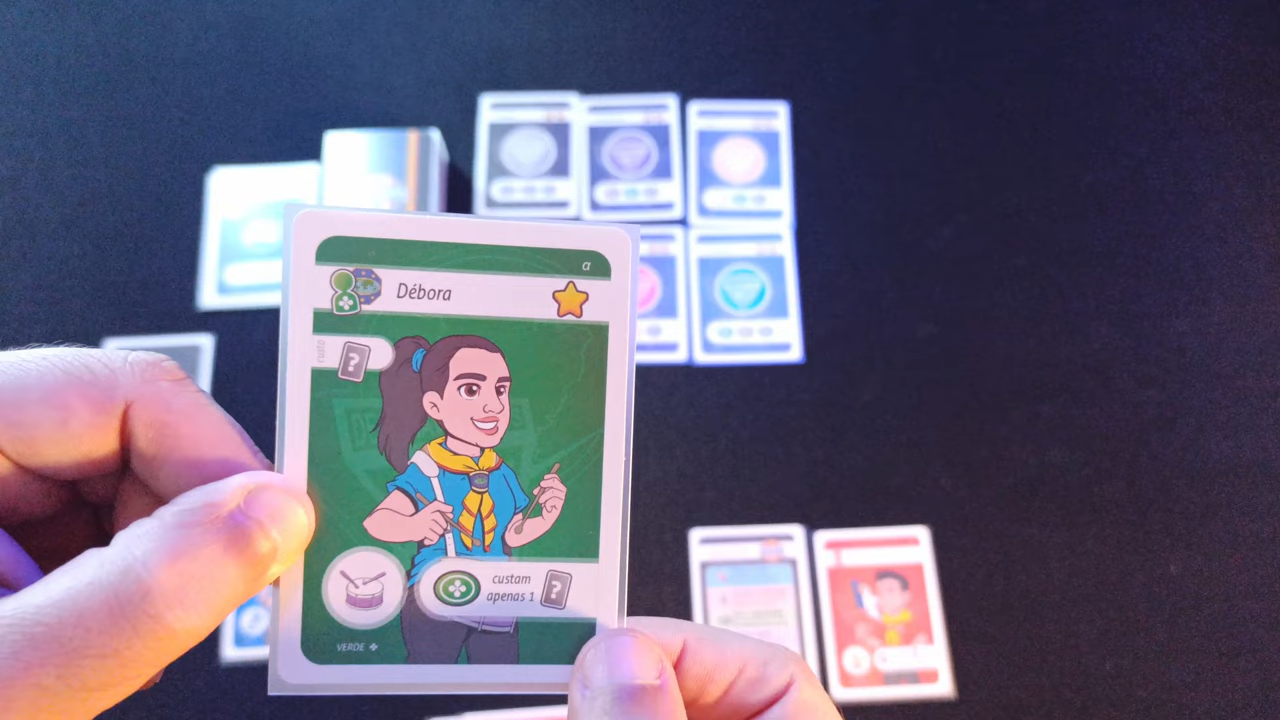 α
Débora
custo
?
custam
apenas 1 ?
VERDE